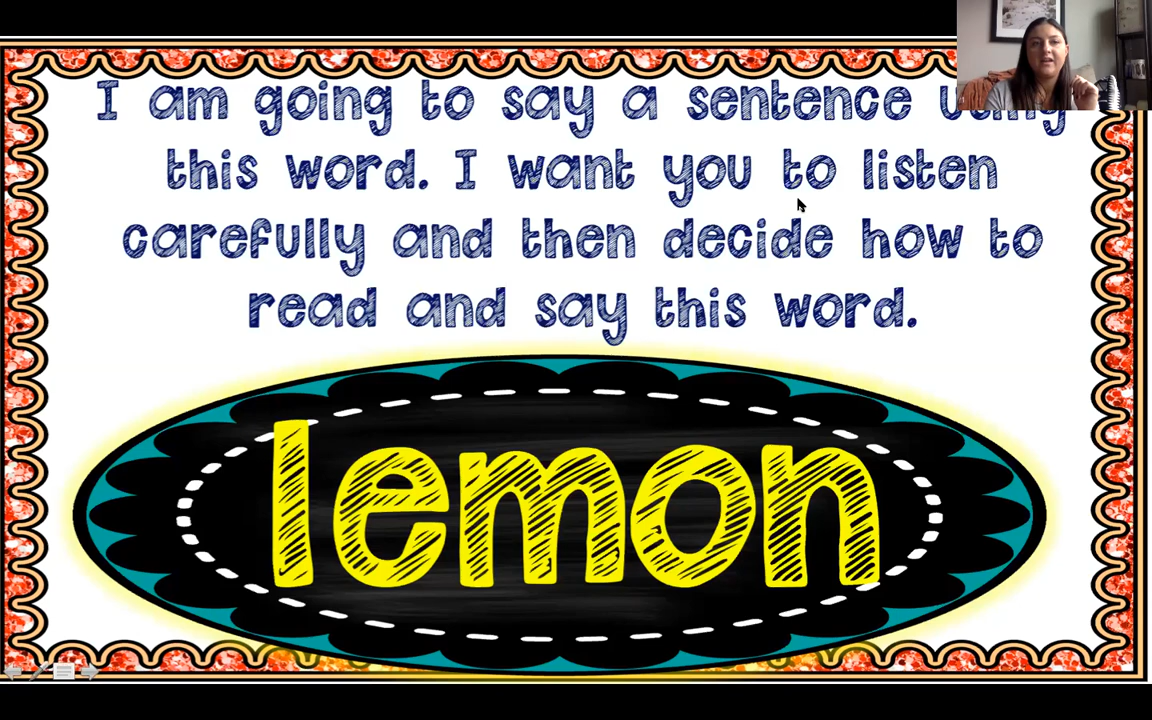 I am going to say a sentence using
this word. I want you to listen
carefully and then decide how to
read and say this word.
lemon